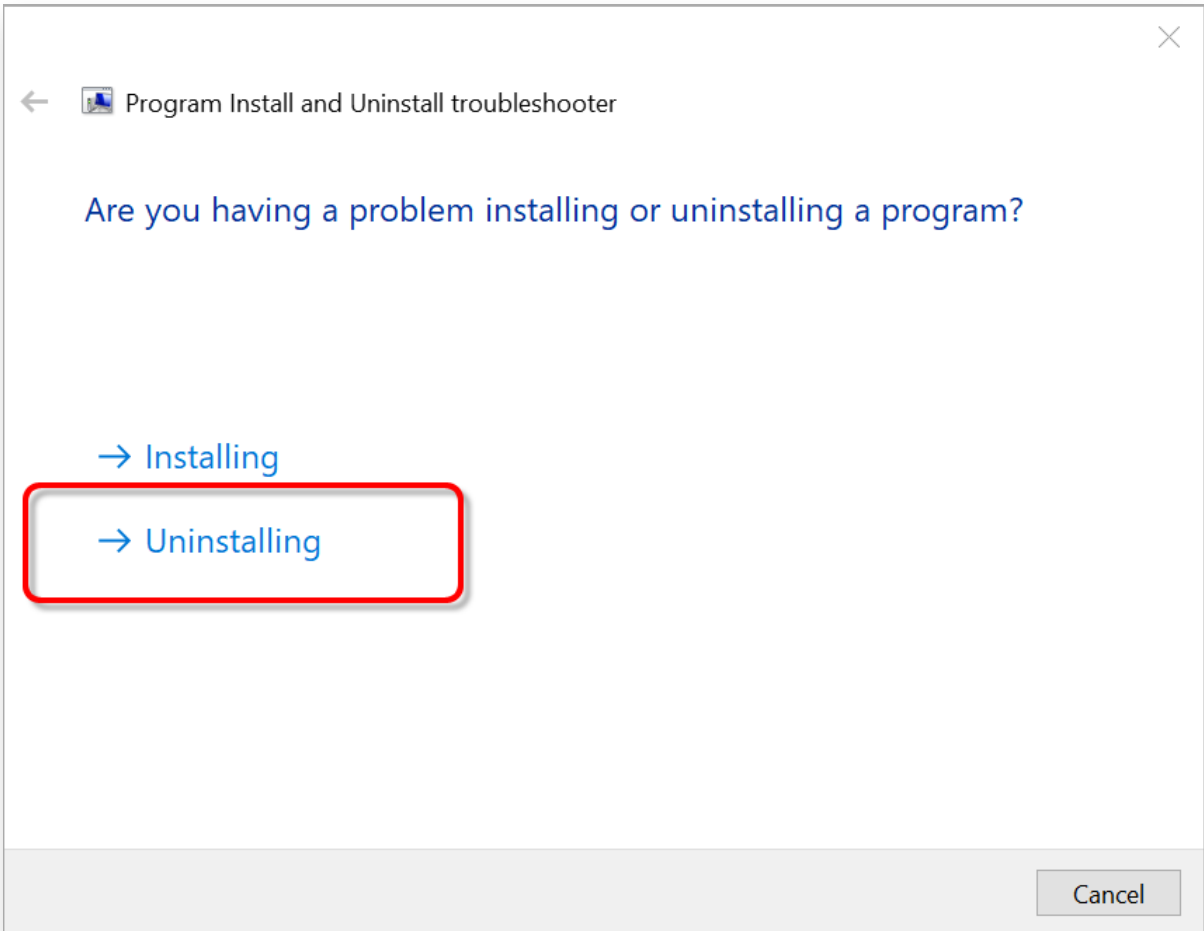 Program Install and Uninstall troubleshooter
Are you having a problem installing or uninstalling a program?
Installing
Uninstalling
Cancel